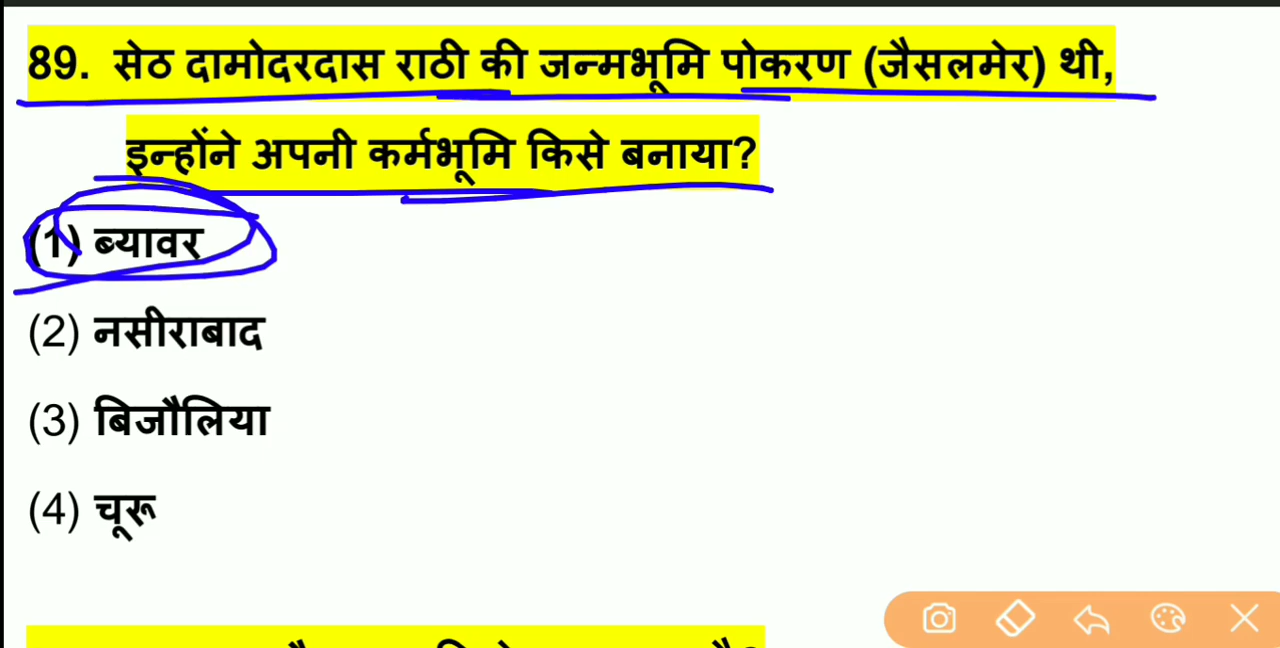 89. सेठ दामोदरदास राठी की जन्मभूमि पोकरण (जैसलमेर) थी,
इन्होंने अपनी कर्मभूमि किसे बनाया?
(1) ब्यावर
(2) नसीराबाद
(3) बिजौलिया
(4) चूरू